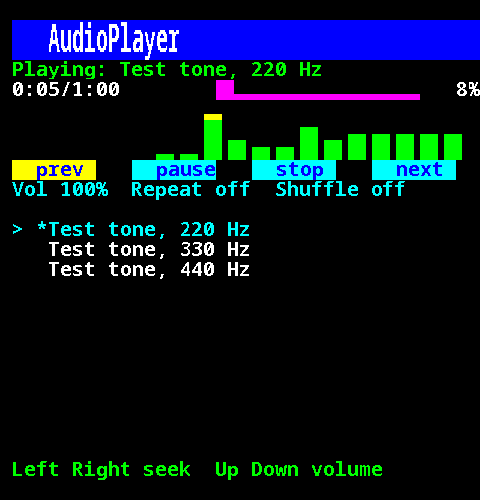 AudioPlayer
Playing: Test tone, 220 Hz
0:05/1:00 8%
prev pause stop next
Vol 100% Repeat off Shuffle off
> *Test tone, 220 Hz
Test tone, 330 Hz
Test tone, 440 Hz
Left Right seek Up Down volume